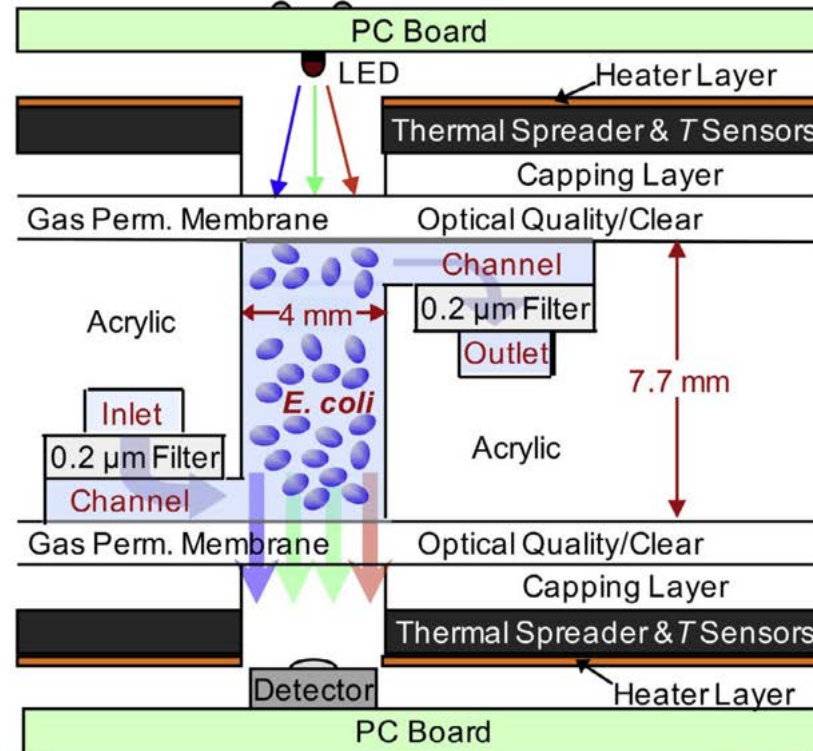 PC Board
LED
Heater Layer
Thermal Spreader & T Sensors
Capping Layer
Gas Perm. Membrane Optical Quality/Clear
Channel
Acrylic
4 mm
0.2 µm Filter
Outlet
7.7 mm
Inlet
E. coli
0.2 µm Filter
Acrylic
Channel
Gas Perm. Membrane Optical Quality/Clear
Capping Layer
Thermal Spreader & T Sensors
Detector
Heater Layer
PC Board